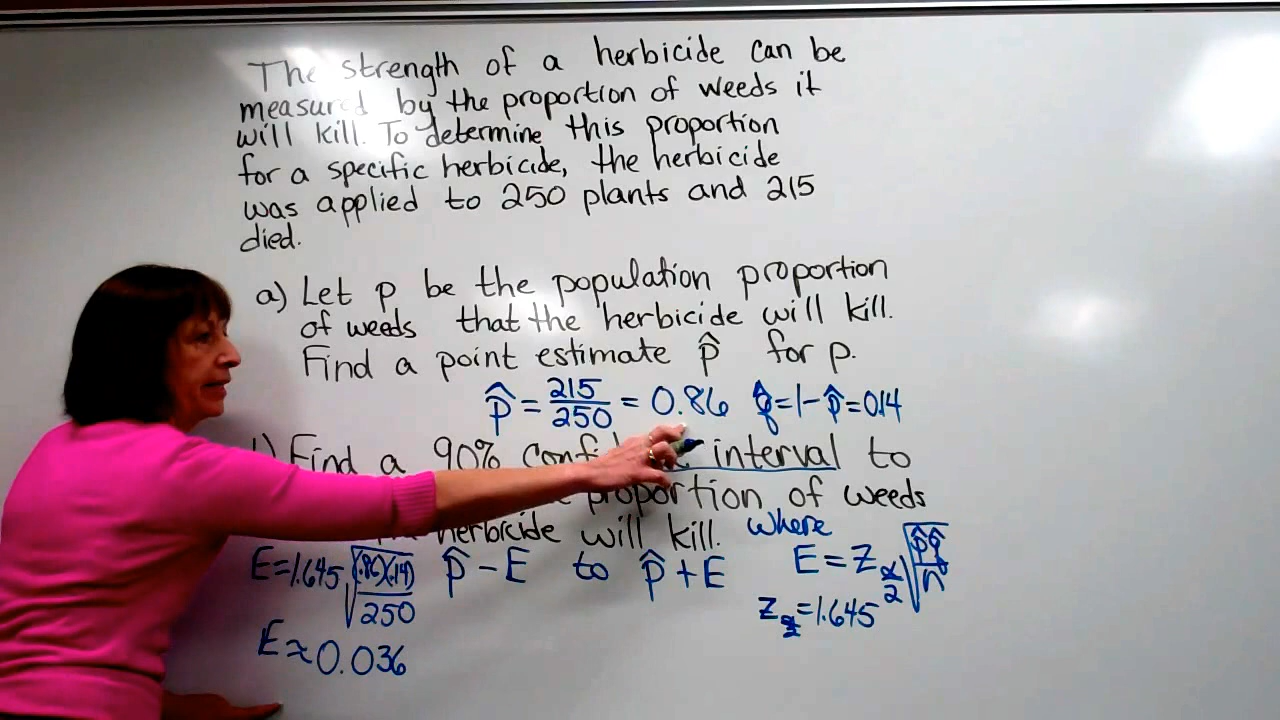 The strength of a herbicide can be
measured by the proportion of weeds it
will kill. To determine this proportion
for a specific herbicide, the herbicide
was applied to 250 plants and 215
died.
a) Let p be the population proportion
of weeds that the herbicide will kill.
Find a point estimate p̂ for p.
p̂ = 215/250 = 0.86 q̂=1-p̂=0.14
Find a 90% interval to
proportion of weeds
herbicide will kill. where
E=1.645√((.86)(.14)/250) p̂-E to p̂+E E=Z_{α/2}√(p̂q̂/n)
Z_{α/2}=1.645
E≈0.036